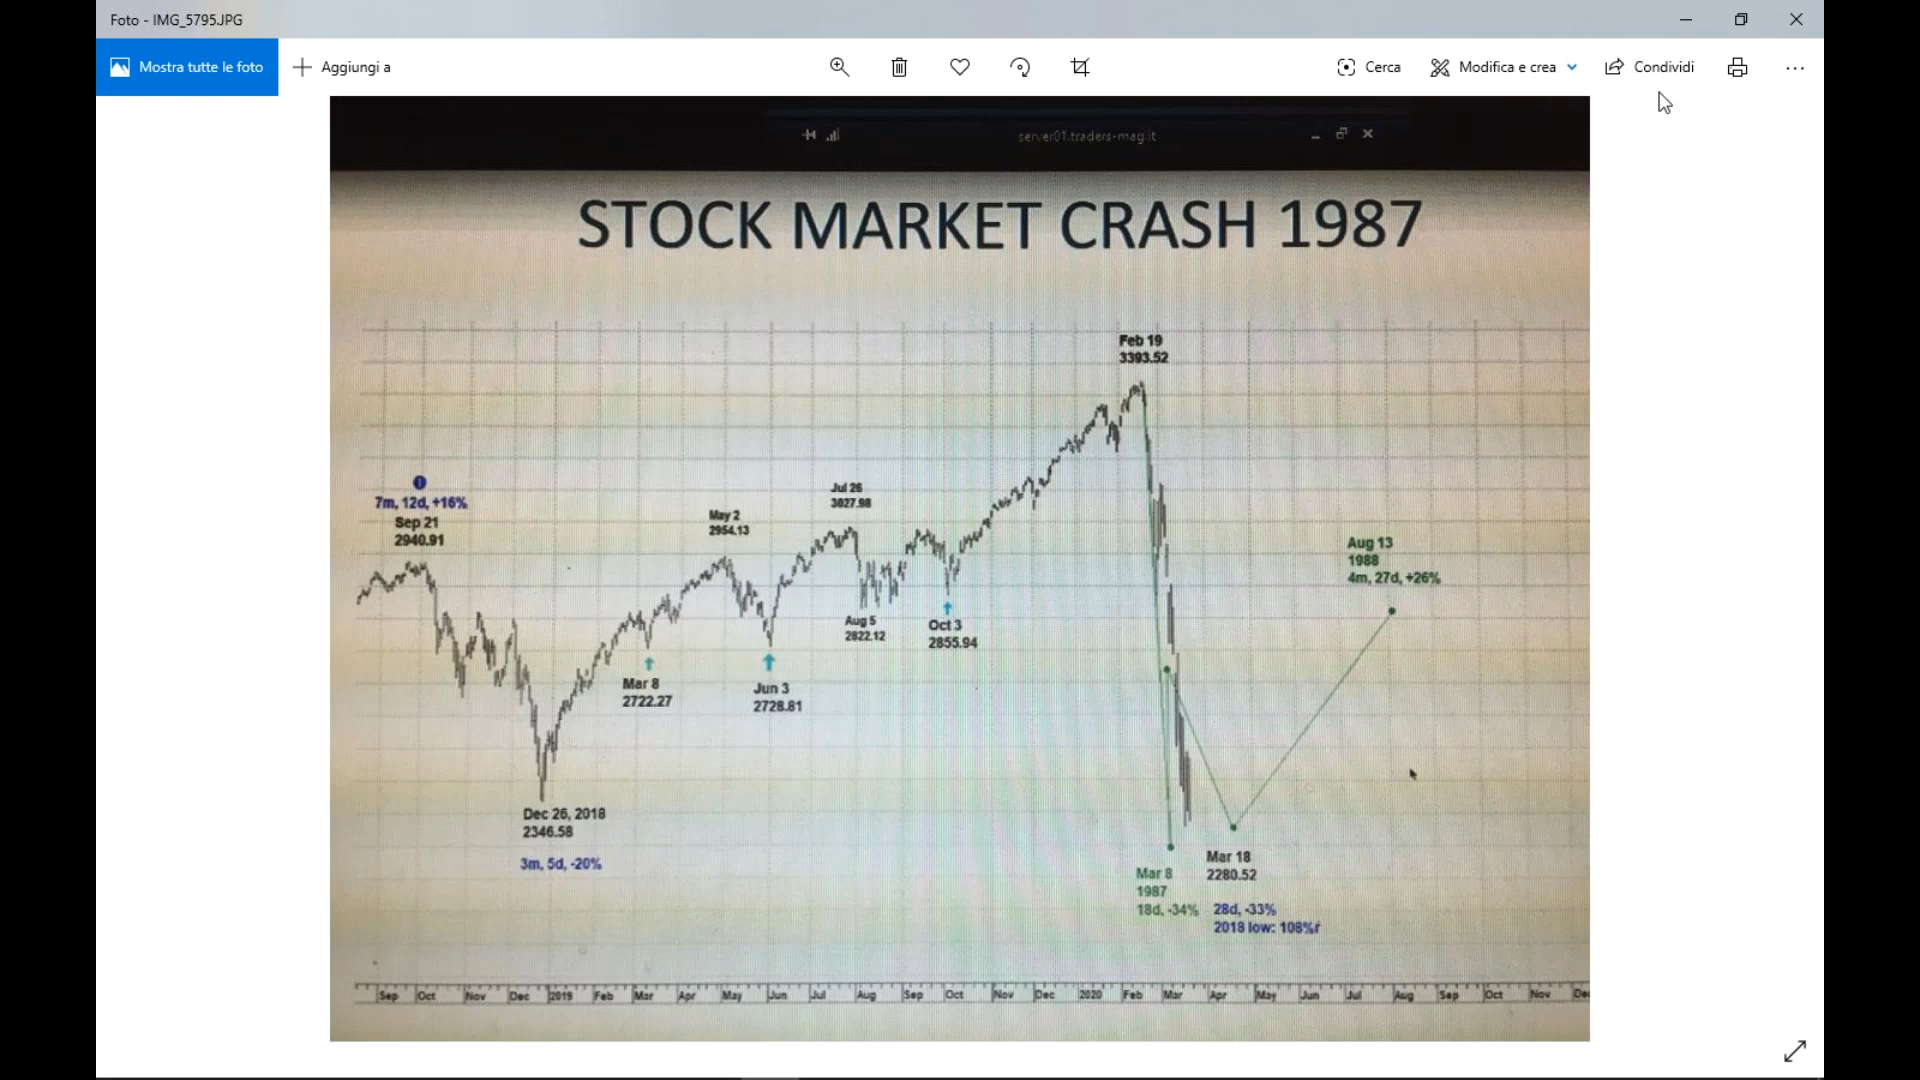 Foto - IMG_5795.JPG
Mostra tutte le foto
Aggiungi a
Cerca
Modifica e crea
Condividi
server01.traders-mag.it
STOCK MARKET CRASH 1987
Feb 19
3393.52
7m, 12d, +16%
Sep 21
2940.91
May 2
2954.13
Jul 26
3027.98
Aug 13
1988
4m, 27d, +26%
Aug 5
2822.12
Oct 3
2855.94
Mar 8
2722.27
Jun 3
2728.81
Dec 26, 2018
2346.58
3m, 5d, -20%
Mar 8
1987
18d, -34%
Mar 18
2280.52
28d, -33%
2018 low: 108%r
Sep Oct Nov Dec 2019 Feb Mar Apr May Jun Jul Aug Sep Oct Nov Dec 2020 Feb Mar Apr May Jun Jul Aug Sep Oct Nov Dec